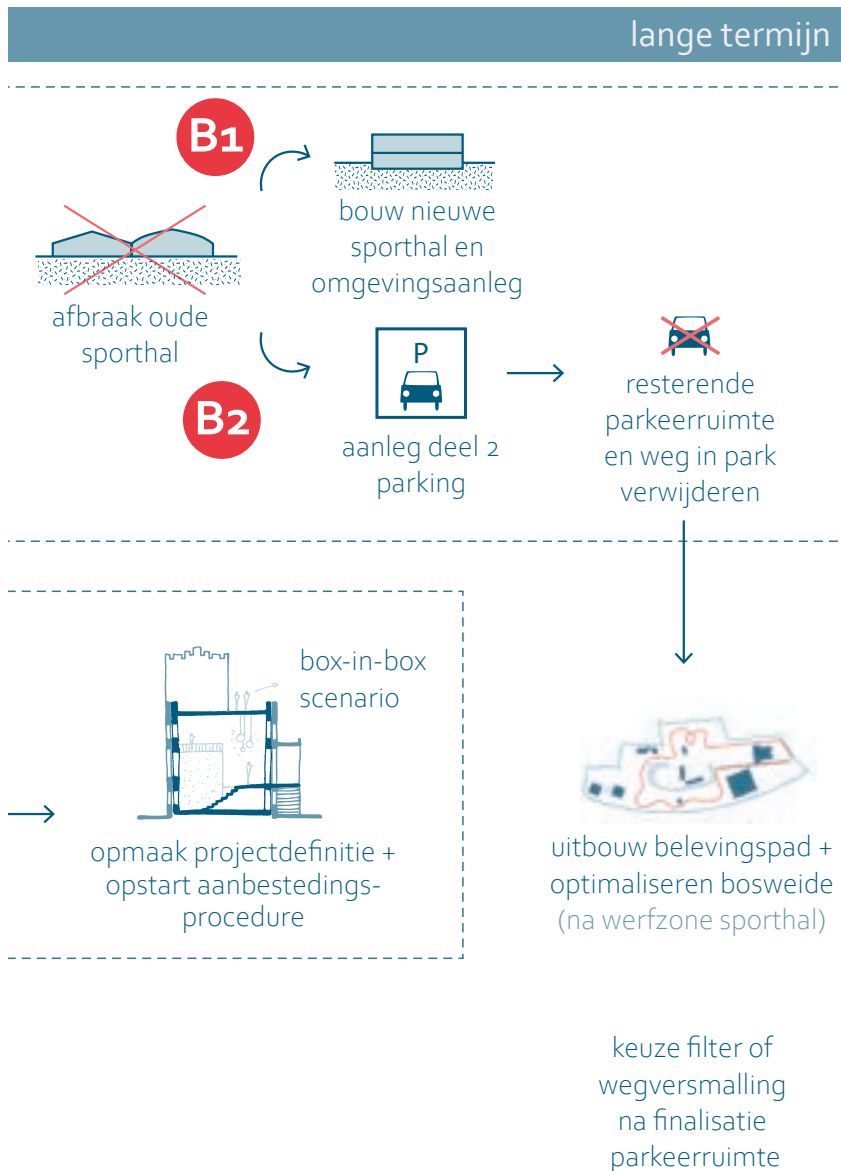 lange termijn
B1
bouw nieuwe
sporthal en
omgevingsaanleg
afbraak oude
sporthal
B2
P
aanleg deel 2
parking
resterende
parkeerruimte
en weg in park
verwijderen
box-in-box
scenario
opmaak projectdefinitie +
opstart aanbestedings-
procedure
uitbouw belevingspad +
optimaliseren bosweide
(na werfzone sporthal)
keuze filter of
wegversmalling
na finalisatie
parkeerruimte